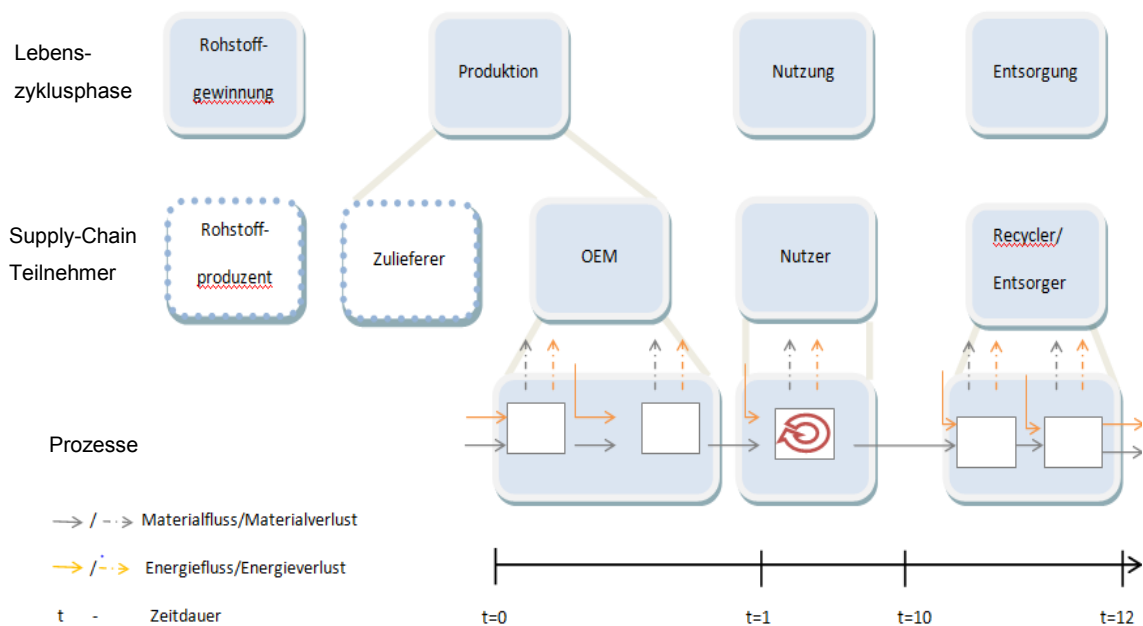 Lebens-
zyklusphase
Rohstoff-
gewinnung
Produktion
Nutzung
Entsorgung
Supply-Chain
Teilnehmer
Rohstoff-
produzent
Zulieferer
OEM
Nutzer
Recycler/
Entsorger
Prozesse
/ Materialfluss/Materialverlust
/ Energiefluss/Energieverlust
t - Zeitdauer
t=0 t=1 t=10 t=12